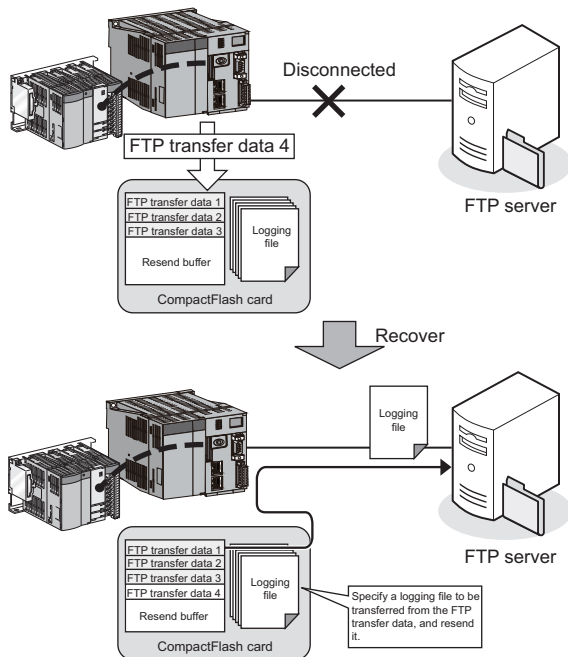 Disconnected
FTP transfer data 4
FTP transfer data 1
FTP transfer data 2
FTP transfer data 3
Resend buffer
Logging
file
CompactFlash card
FTP server
Recover
Logging
file
FTP server
FTP transfer data 1
FTP transfer data 2
FTP transfer data 3
FTP transfer data 4
Resend buffer
Logging
file
CompactFlash card
Specify a logging file to be
transferred from the FTP
transfer data, and resend
it.